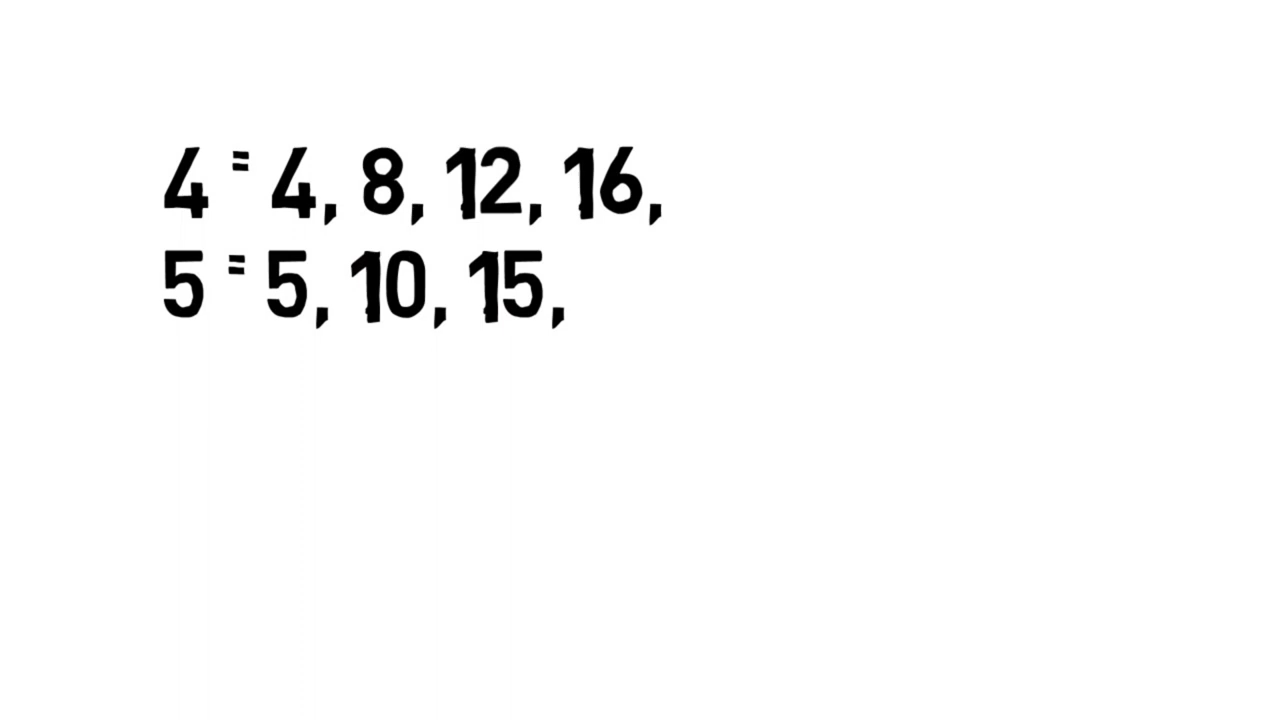 4 = 4, 8, 12, 16,
5 = 5, 10, 15,